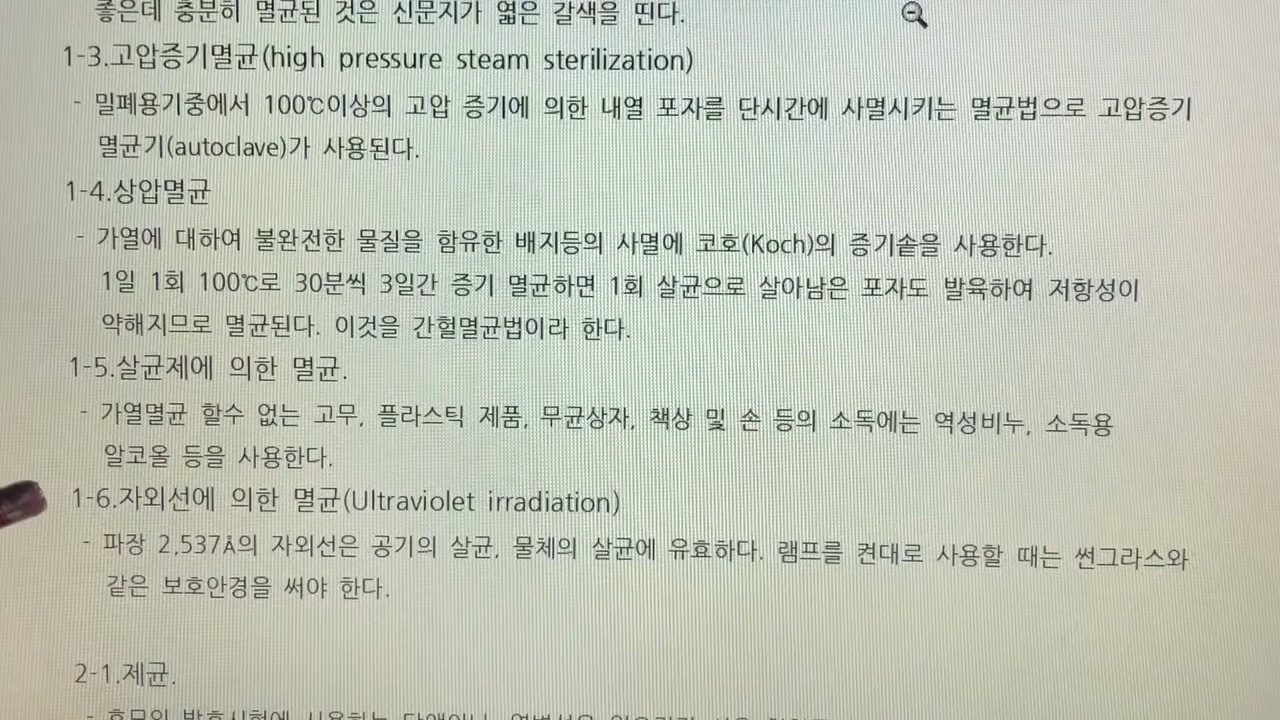 좋은데 충분히 멸균된 것은 신문지가 엷은 갈색을 띤다.
1-3.고압증기멸균(high pressure steam sterilization)
- 밀폐용기중에서 100℃이상의 고압 증기에 의한 내열 포자를 단시간에 사멸시키는 멸균법으로 고압증기
멸균기(autoclave)가 사용된다.
1-4.상압멸균
- 가열에 대하여 불완전한 물질을 함유한 배지등의 사멸에 코호(Koch)의 증기솥을 사용한다.
1일 1회 100℃로 30분씩 3일간 증기 멸균하면 1회 살균으로 살아남은 포자도 발육하여 저항성이
약해지므로 멸균된다. 이것을 간헐멸균법이라 한다.
1-5.살균제에 의한 멸균.
- 가열멸균 할수 없는 고무, 플라스틱 제품, 무균상자, 책상 및 손 등의 소독에는 역성비누, 소독용
알코올 등을 사용한다.
1-6.자외선에 의한 멸균(Ultraviolet irradiation)
- 파장 2,537Å의 자외선은 공기의 살균, 물체의 살균에 유효하다. 램프를 켠대로 사용할 때는 썬그라스와
같은 보호안경을 써야 한다.
2-1.제균.